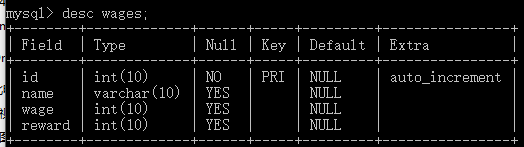 mysql> desc wages;
+--------+-------------+------+-----+---------+----------------+
| Field | Type | Null | Key | Default | Extra |
+--------+-------------+------+-----+---------+----------------+
| id | int(10) | NO | PRI | NULL | auto_increment |
| name | varchar(10) | YES | | NULL | |
| wage | int(10) | YES | | NULL | |
| reward | int(10) | YES | | NULL | |
+--------+-------------+------+-----+---------+----------------+